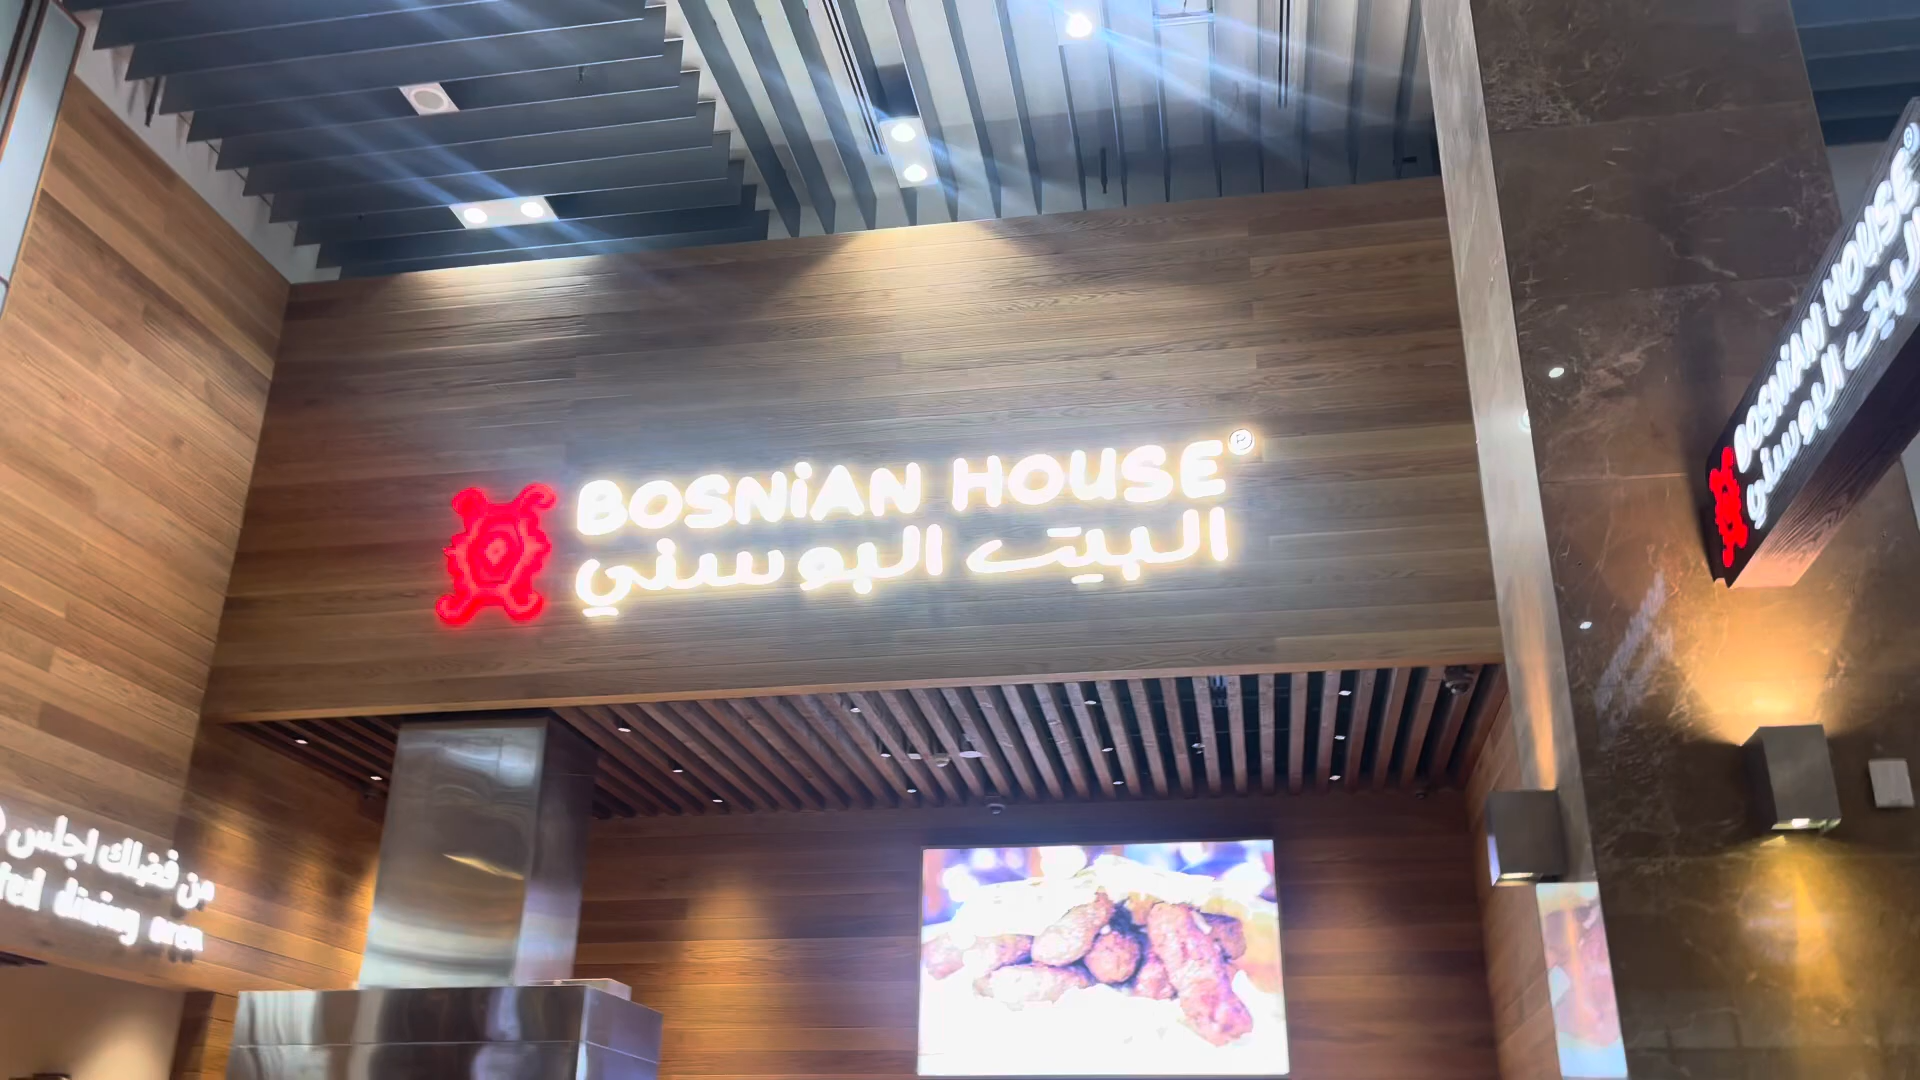 BOSNiAN HOUSE®
البيت البوسني
BOSNiAN HOUSE®
البيت البوسني
من فضلك اجلس
dining area